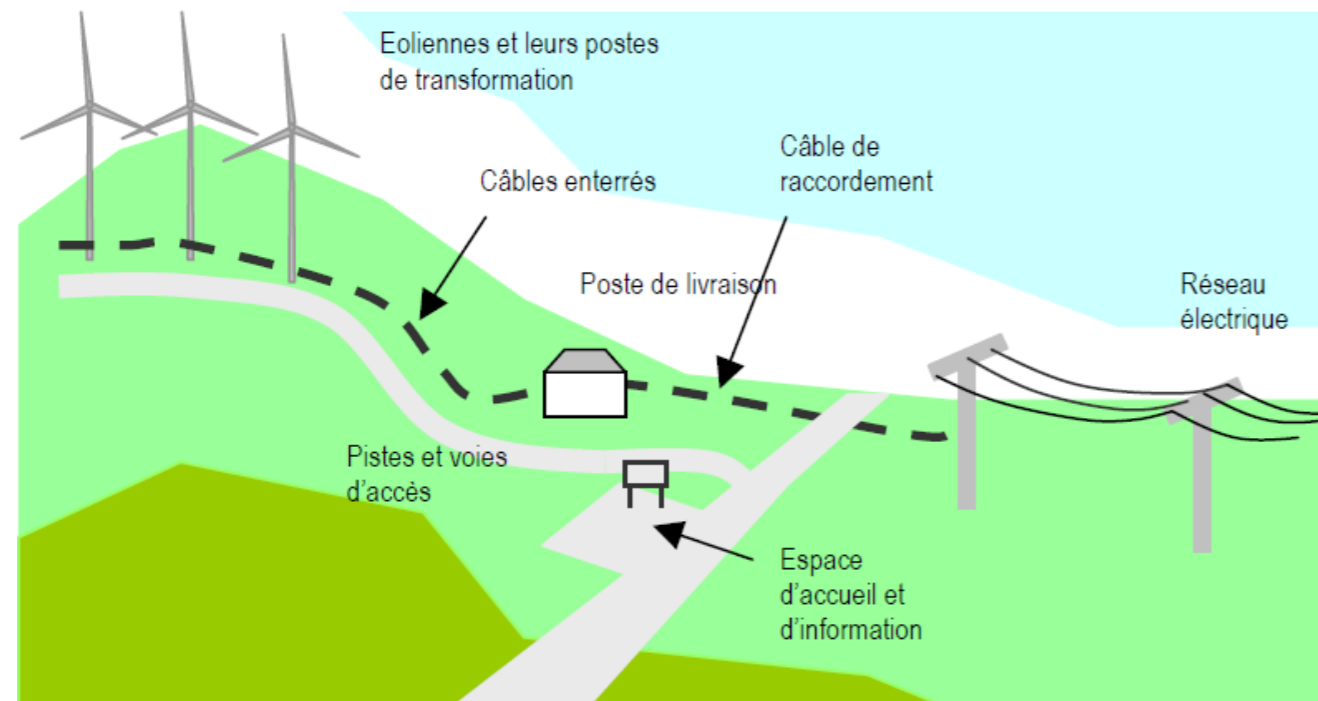 Eoliennes et leurs postes
de transformation
Câble de
raccordement
Câbles enterrés
Poste de livraison
Réseau
électrique
Pistes et voies
d'accès
Espace
d'accueil et
d'information